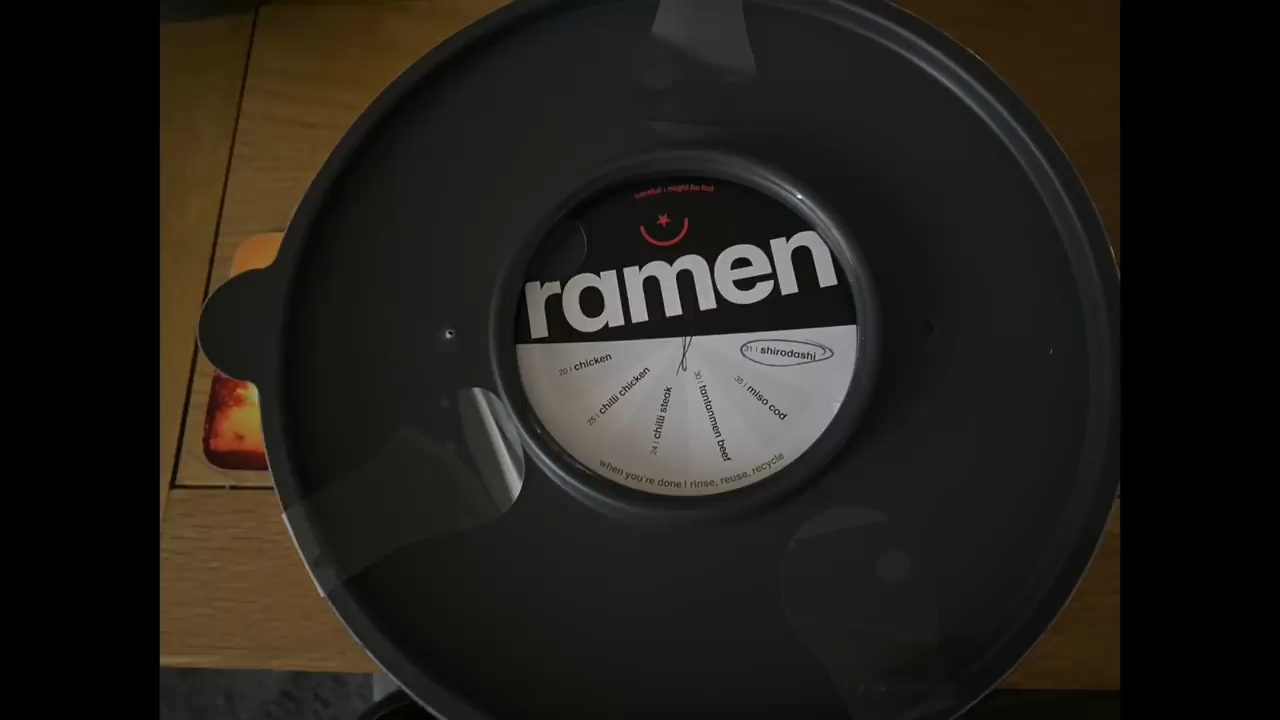 careful! i might be hot
ramen
20 | chicken
25 | chilli chicken
24 | chilli steak
30 | tantanmen beef
35 | miso cod
31 | shirodashi
when you're done | rinse, reuse, recycle